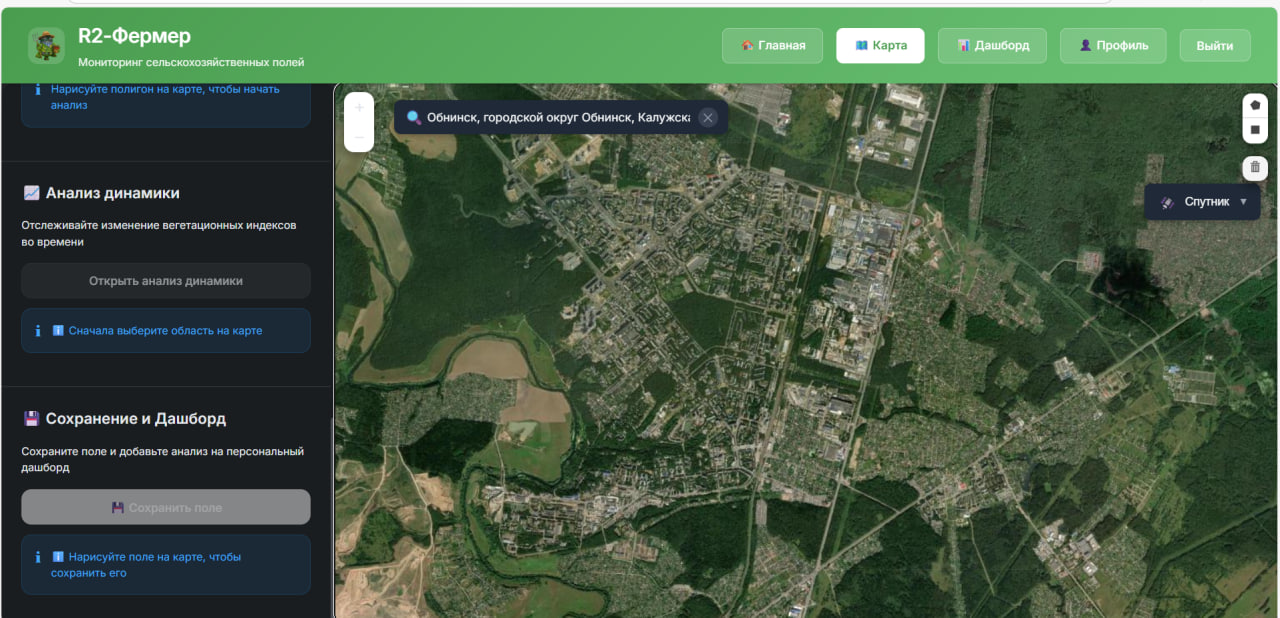 R2-Фермер
Мониторинг сельскохозяйственных полей
Главная
Карта
Дашборд
Профиль
Выйти
Нарисуйте полигон на карте, чтобы начать
анализ
Анализ динамики
Отслеживайте изменение вегетационных индексов
во времени
Открыть анализ динамики
Сначала выберите область на карте
Сохранение и Дашборд
Сохраните поле и добавьте анализ на персональный
дашборд
Сохранить поле
Нарисуйте поле на карте, чтобы
сохранить его
Обнинск, городской округ Обнинск, Калужска
Спутник